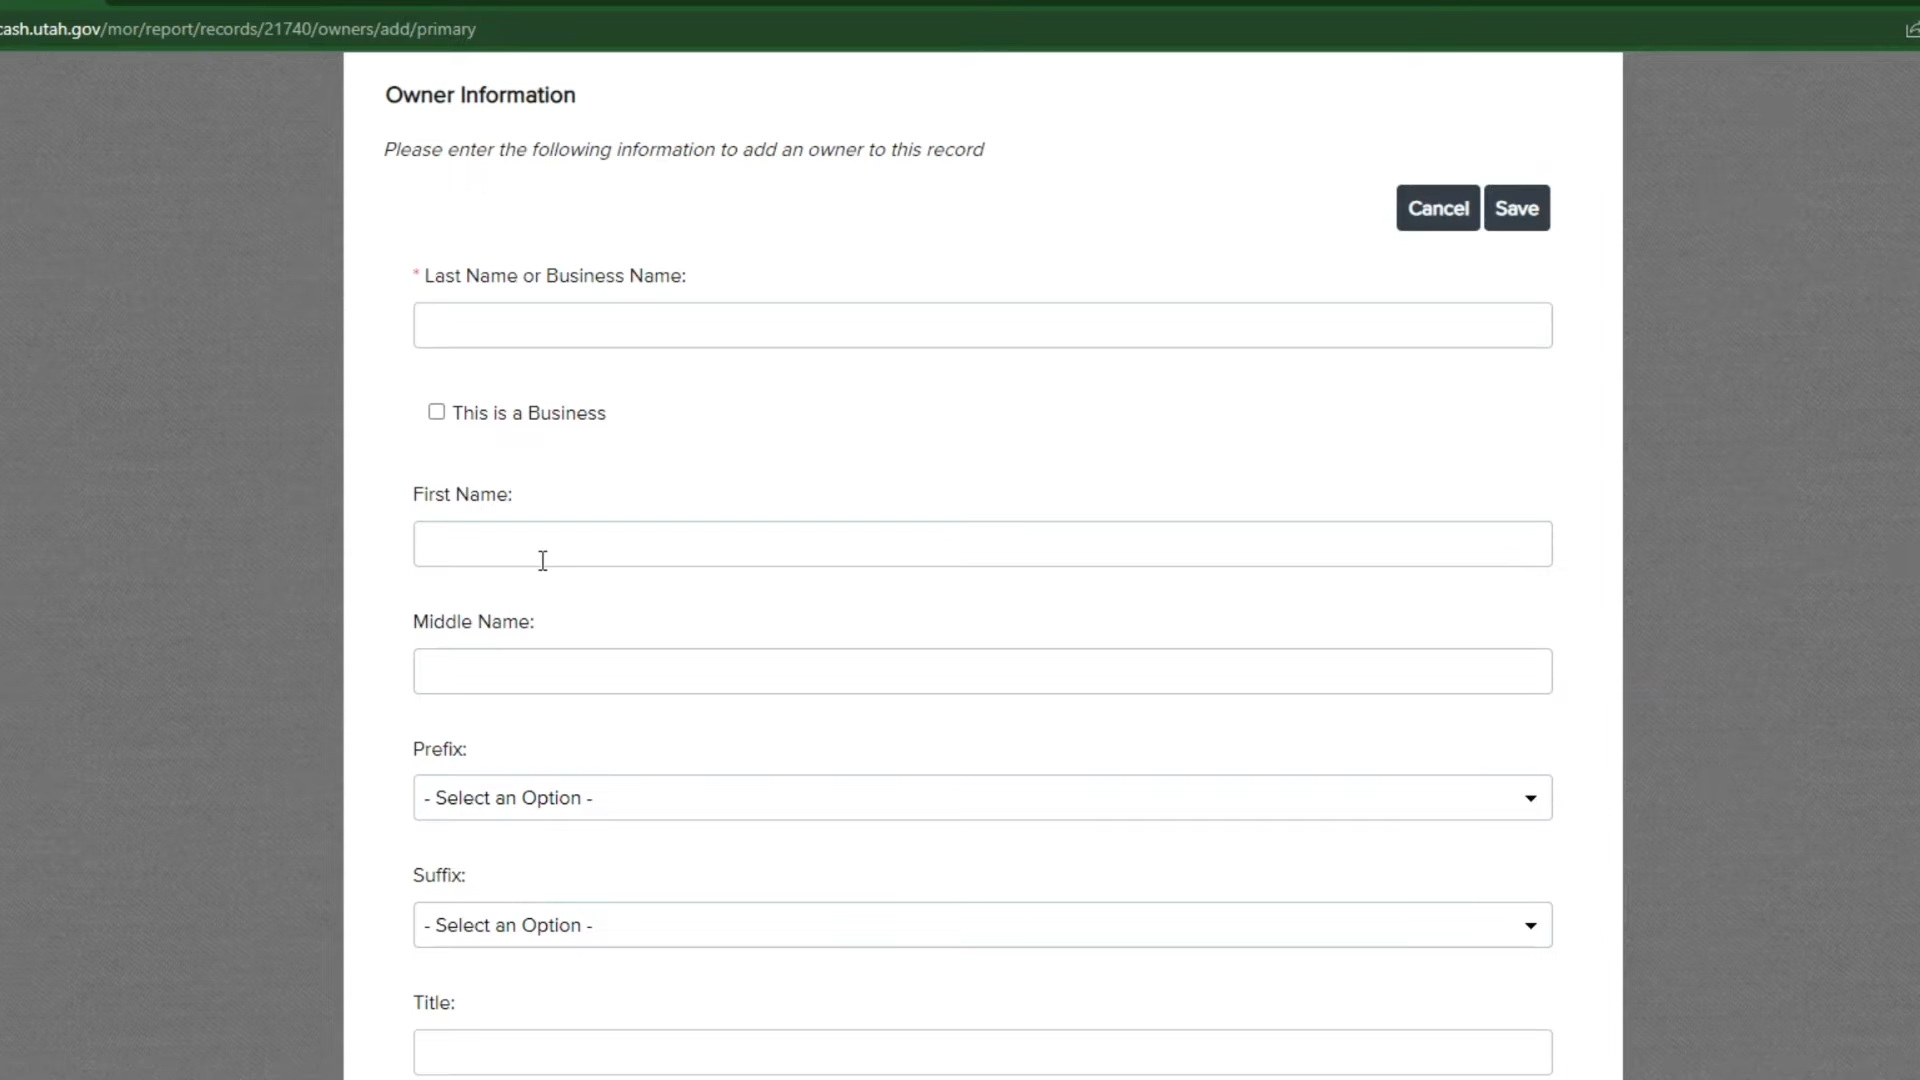 cash.utah.gov/mor/report/records/21740/owners/add/primary
Owner Information
Please enter the following information to add an owner to this record
Cancel Save
* Last Name or Business Name:
This is a Business
First Name:
Middle Name:
Prefix:
- Select an Option -
Suffix:
- Select an Option -
Title: